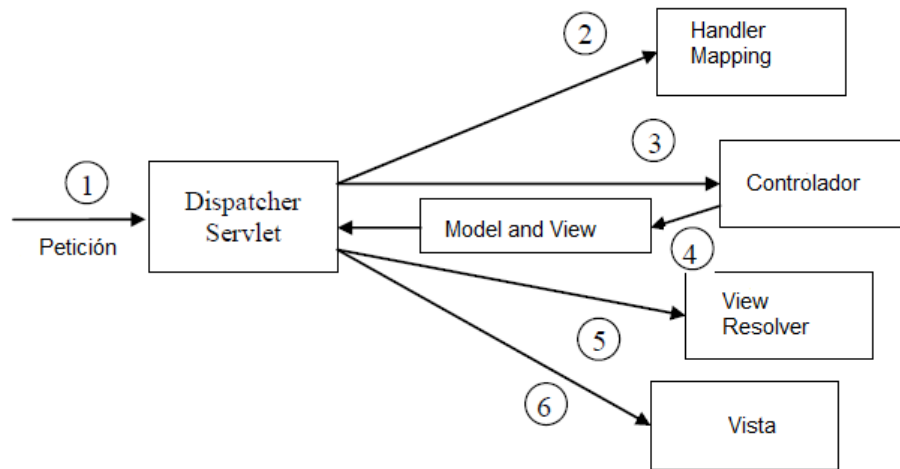 2
Handler
Mapping
3
1
Dispatcher
Servlet
Controlador
Petición
Model and View
4
View
Resolver
5
6
Vista